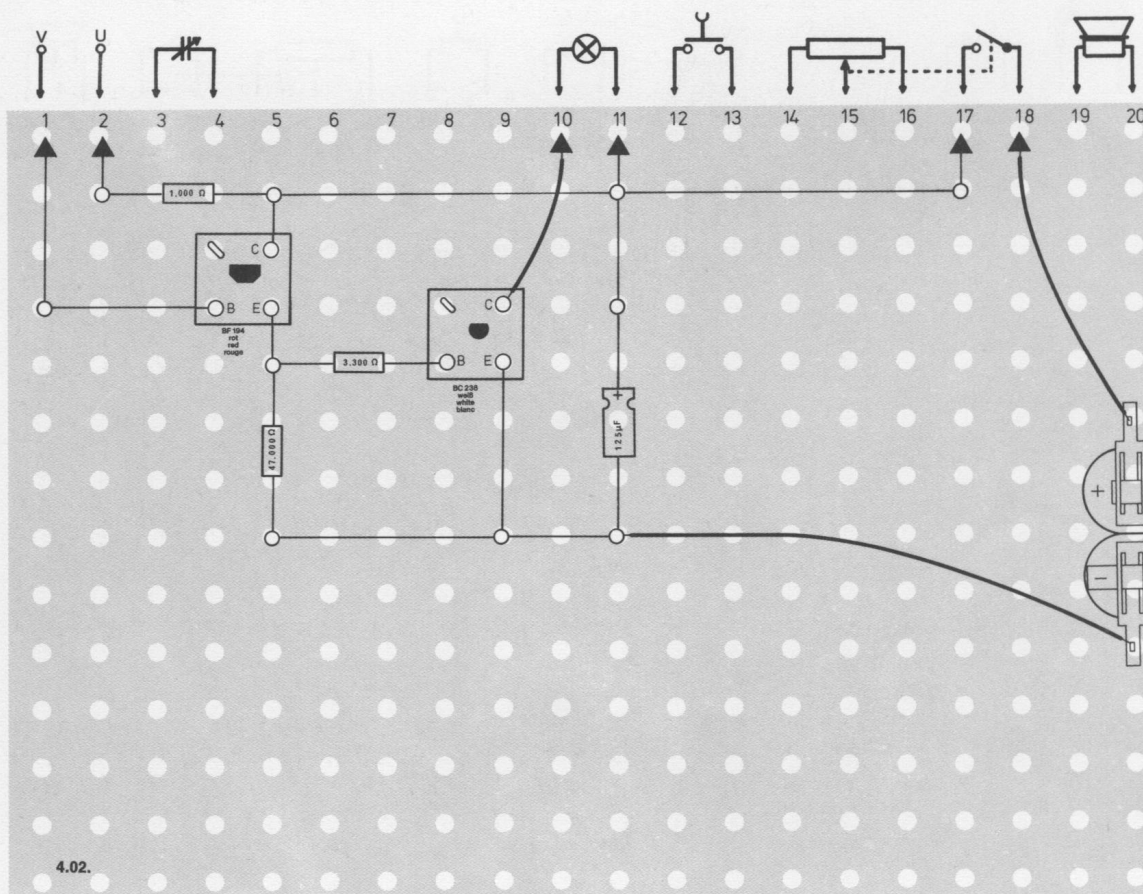 V U
1 2 3 4 5 6 7 8 9 10 11 12 13 14 15 16 17 18 19 20
1,000 Ω
C
B E
BF 194
rot
red
rouge
C
B E
3.300 Ω
BC 238
weiß
white
blanc
+
125µF
47.000 Ω
+
−
4.02.